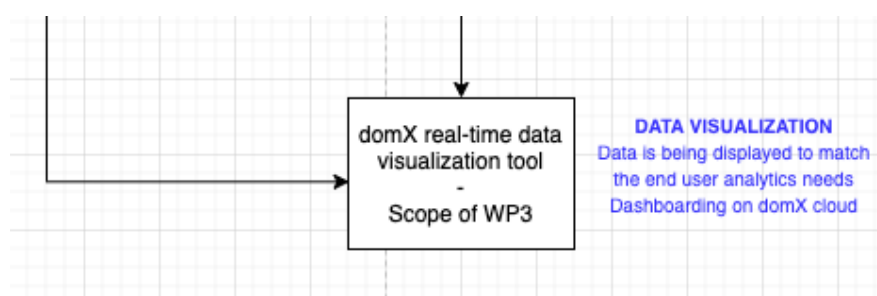 domX real-time data
visualization tool
-
Scope of WP3
DATA VISUALIZATION
Data is being displayed to match
the end user analytics needs
Dashboarding on domX cloud